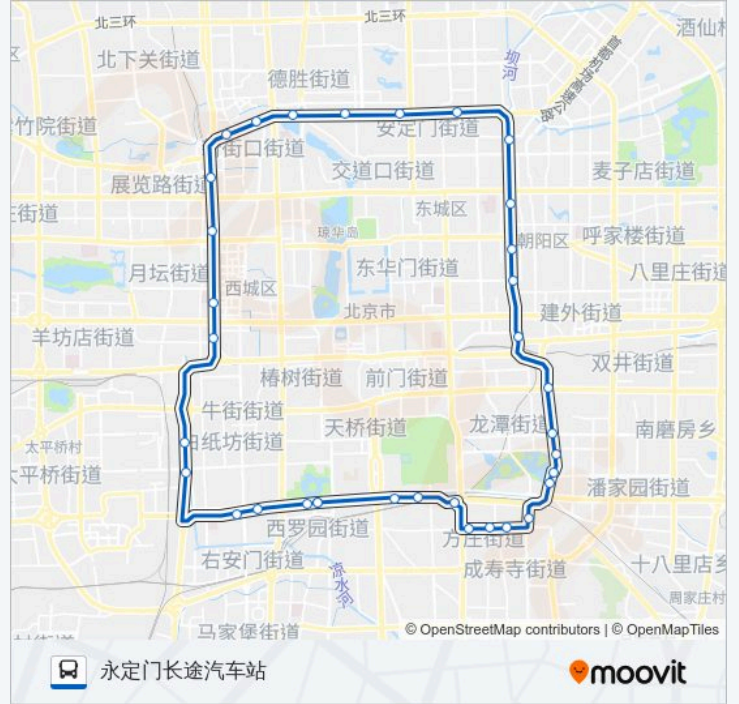 北三环
北三环
酒仙桥
首都机场高速公路
坝河
北下关街道
德胜街道
竹院街道
安定门街道
街口街道
交道口街道
麦子店街道
展览路街道
东城区
街道
琼华岛
朝阳区
呼家楼街道
月坛街道
东华门街道
八里庄街道
西城区
北京市
建外街道
羊坊店街道
双井街道
椿树街道
前门街道
牛街街道
天桥街道
龙潭街道
南磨房乡
太平桥村
白纸坊街道
太平桥街道
潘家园街道
西罗园街道
方庄街道
右安门街道
凉水河
成寿寺街道
十八里店乡
周家庄村
马家堡街道
© OpenStreetMap contributors | © OpenMapTiles
永定门长途汽车站
moovit